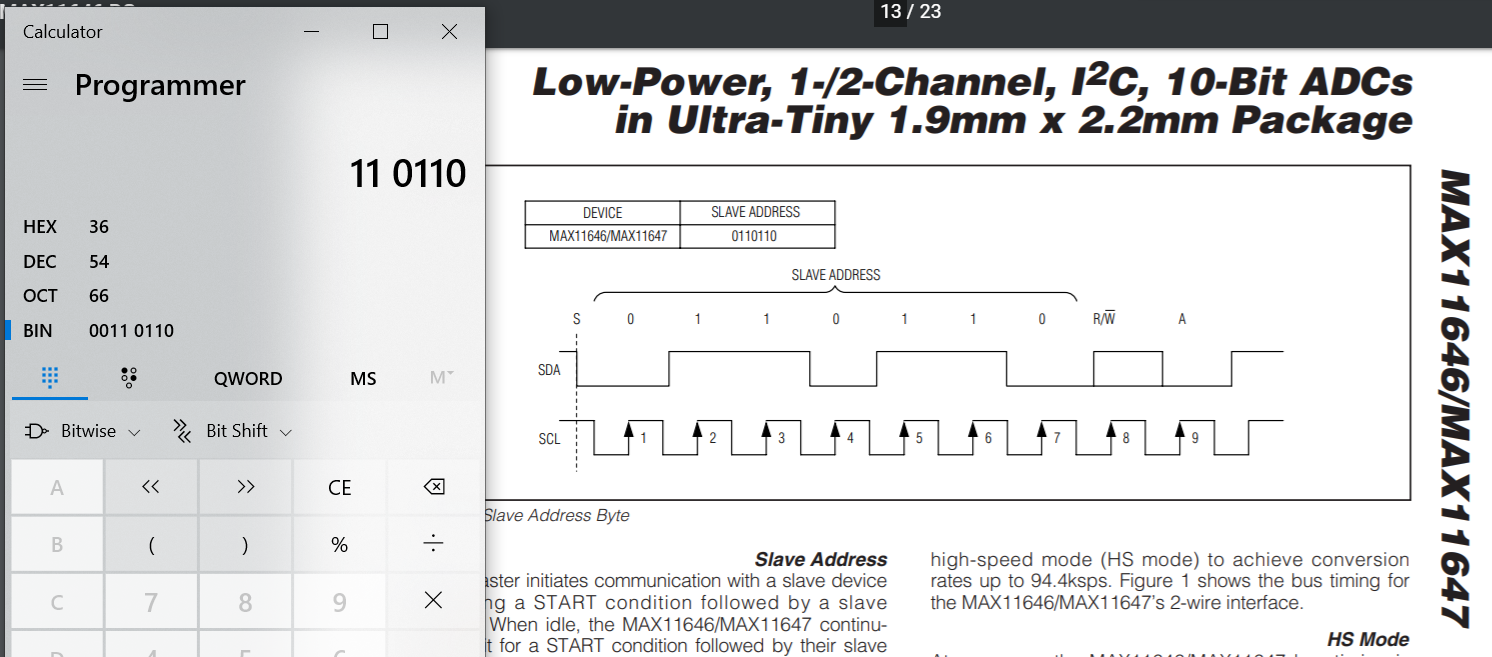 13 / 23
Calculator
Programmer
11 0110
HEX 36
DEC 54
OCT 66
BIN 0011 0110
QWORD MS M
Bitwise Bit Shift
A << >> CE
B ( ) % ÷
C 7 8 9 ×
Low-Power, 1-/2-Channel, I²C, 10-Bit ADCs
in Ultra-Tiny 1.9mm x 2.2mm Package
DEVICE SLAVE ADDRESS
MAX11646/MAX11647 0110110
SLAVE ADDRESS
S 0 1 1 0 1 1 0 R/W̅ A
SDA
SCL 1 2 3 4 5 6 7 8 9
Slave Address Byte
Slave Address
aster initiates communication with a slave device
ng a START condition followed by a slave
When idle, the MAX11646/MAX11647 continu-
t for a START condition followed by their slave
high-speed mode (HS mode) to achieve conversion
rates up to 94.4ksps. Figure 1 shows the bus timing for
the MAX11646/MAX11647's 2-wire interface.
HS Mode
MAX11646/MAX11647